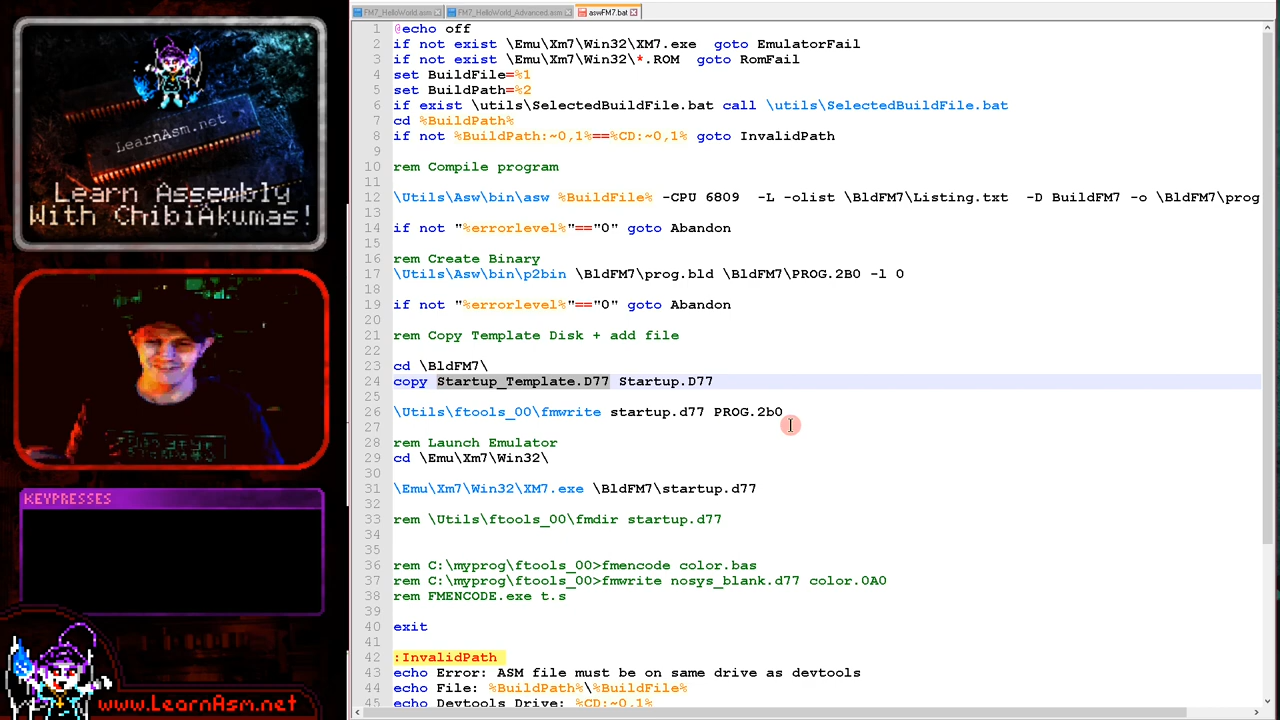 FM7_HelloWorld.asm
FM7_HelloWorld_Advanced.asm
aswFM7.bat
1 @echo off
2 if not exist \Emu\Xm7\Win32\XM7.exe  goto EmulatorFail
3 if not exist \Emu\Xm7\Win32\*.ROM  goto RomFail
4 set BuildFile=%1
5 set BuildPath=%2
6 if exist \utils\SelectedBuildFile.bat call \utils\SelectedBuildFile.bat
7 cd %BuildPath%
8 if not %BuildPath:~0,1%==%CD:~0,1% goto InvalidPath
9
10 rem Compile program
11
12 \Utils\Asw\bin\asw %BuildFile% -CPU 6809  -L -olist \BldFM7\Listing.txt  -D BuildFM7 -o \BldFM7\prog
13
14 if not "%errorlevel%"=="0" goto Abandon
15
16 rem Create Binary
17 \Utils\Asw\bin\p2bin \BldFM7\prog.bld \BldFM7\PROG.2B0 -l 0
18
19 if not "%errorlevel%"=="0" goto Abandon
20
21 rem Copy Template Disk + add file
22
23 cd \BldFM7\
24 copy Startup_Template.D77 Startup.D77
25
26 \Utils\ftools_00\fmwrite startup.d77 PROG.2b0
27
28 rem Launch Emulator
29 cd \Emu\Xm7\Win32\
30
31 \Emu\Xm7\Win32\XM7.exe \BldFM7\startup.d77
32
33 rem \Utils\ftools_00\fmdir startup.d77
34
35
36 rem C:\myprog\ftools_00>fmencode color.bas
37 rem C:\myprog\ftools_00>fmwrite nosys_blank.d77 color.0A0
38 rem FMENCODE.exe t.s
39
40 exit
41
42 :InvalidPath
43 echo Error: ASM file must be on same drive as devtools
44 echo File: %BuildPath%\%BuildFile%
45 echo Devtools Drive: %CD:~0,1%
LearnAsm.net
Learn Assembly
With ChibiAkumas!
KEYPRESSES
www.LearnAsm.net